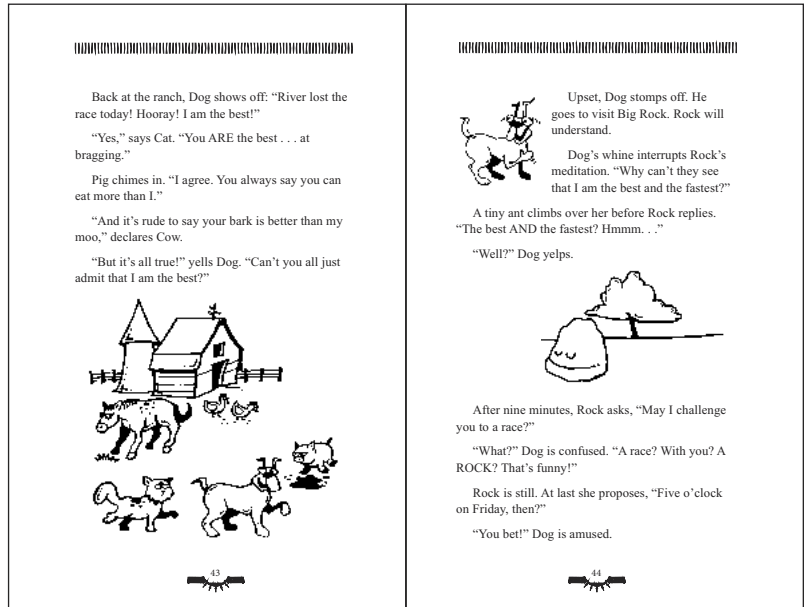 Back at the ranch, Dog shows off: “River lost the
race today! Hooray! I am the best!”
“Yes,” says Cat. “You ARE the best . . . at
bragging.”
Pig chimes in. “I agree. You always say you can
eat more than I.”
“And it’s rude to say your bark is better than my
moo,” declares Cow.
“But it’s all true!” yells Dog. “Can’t you all just
admit that I am the best?”
43
Upset, Dog stomps off. He
goes to visit Big Rock. Rock will
understand.
Dog’s whine interrupts Rock’s
meditation. “Why can’t they see
that I am the best and the fastest?”
A tiny ant climbs over her before Rock replies.
“The best AND the fastest? Hmmm. . .”
“Well?” Dog yelps.
After nine minutes, Rock asks, “May I challenge
you to a race?”
“What?” Dog is confused. “A race? With you? A
ROCK? That’s funny!”
Rock is still. At last she proposes, “Five o’clock
on Friday, then?”
“You bet!” Dog is amused.
44